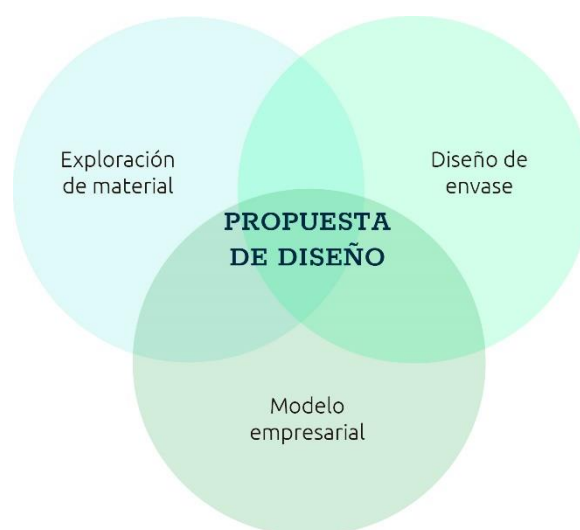 Exploración
de material
Diseño de
envase
PROPUESTA
DE DISEÑO
Modelo
empresarial